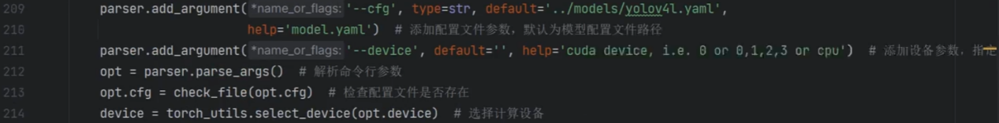 209 parser.add_argument(*name_or_flags: '--cfg', type=str, default='../models/yolov4l.yaml',
210 help='model.yaml')  # 添加配置文件参数，默认为模型配置文件路径
211 parser.add_argument(*name_or_flags: '--device', default='', help='cuda device, i.e. 0 or 0,1,2,3 or cpu')  # 添加设备参数，指定
212 opt = parser.parse_args()  # 解析命令行参数
213 opt.cfg = check_file(opt.cfg)  # 检查配置文件是否存在
214 device = torch_utils.select_device(opt.device)  # 选择计算设备